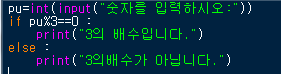 pu=int(input("숫자를 입력하시오:"))
if pu%3==0 :
    print("3의 배수입니다.")
else :
    print("3의배수가 아닙니다.")